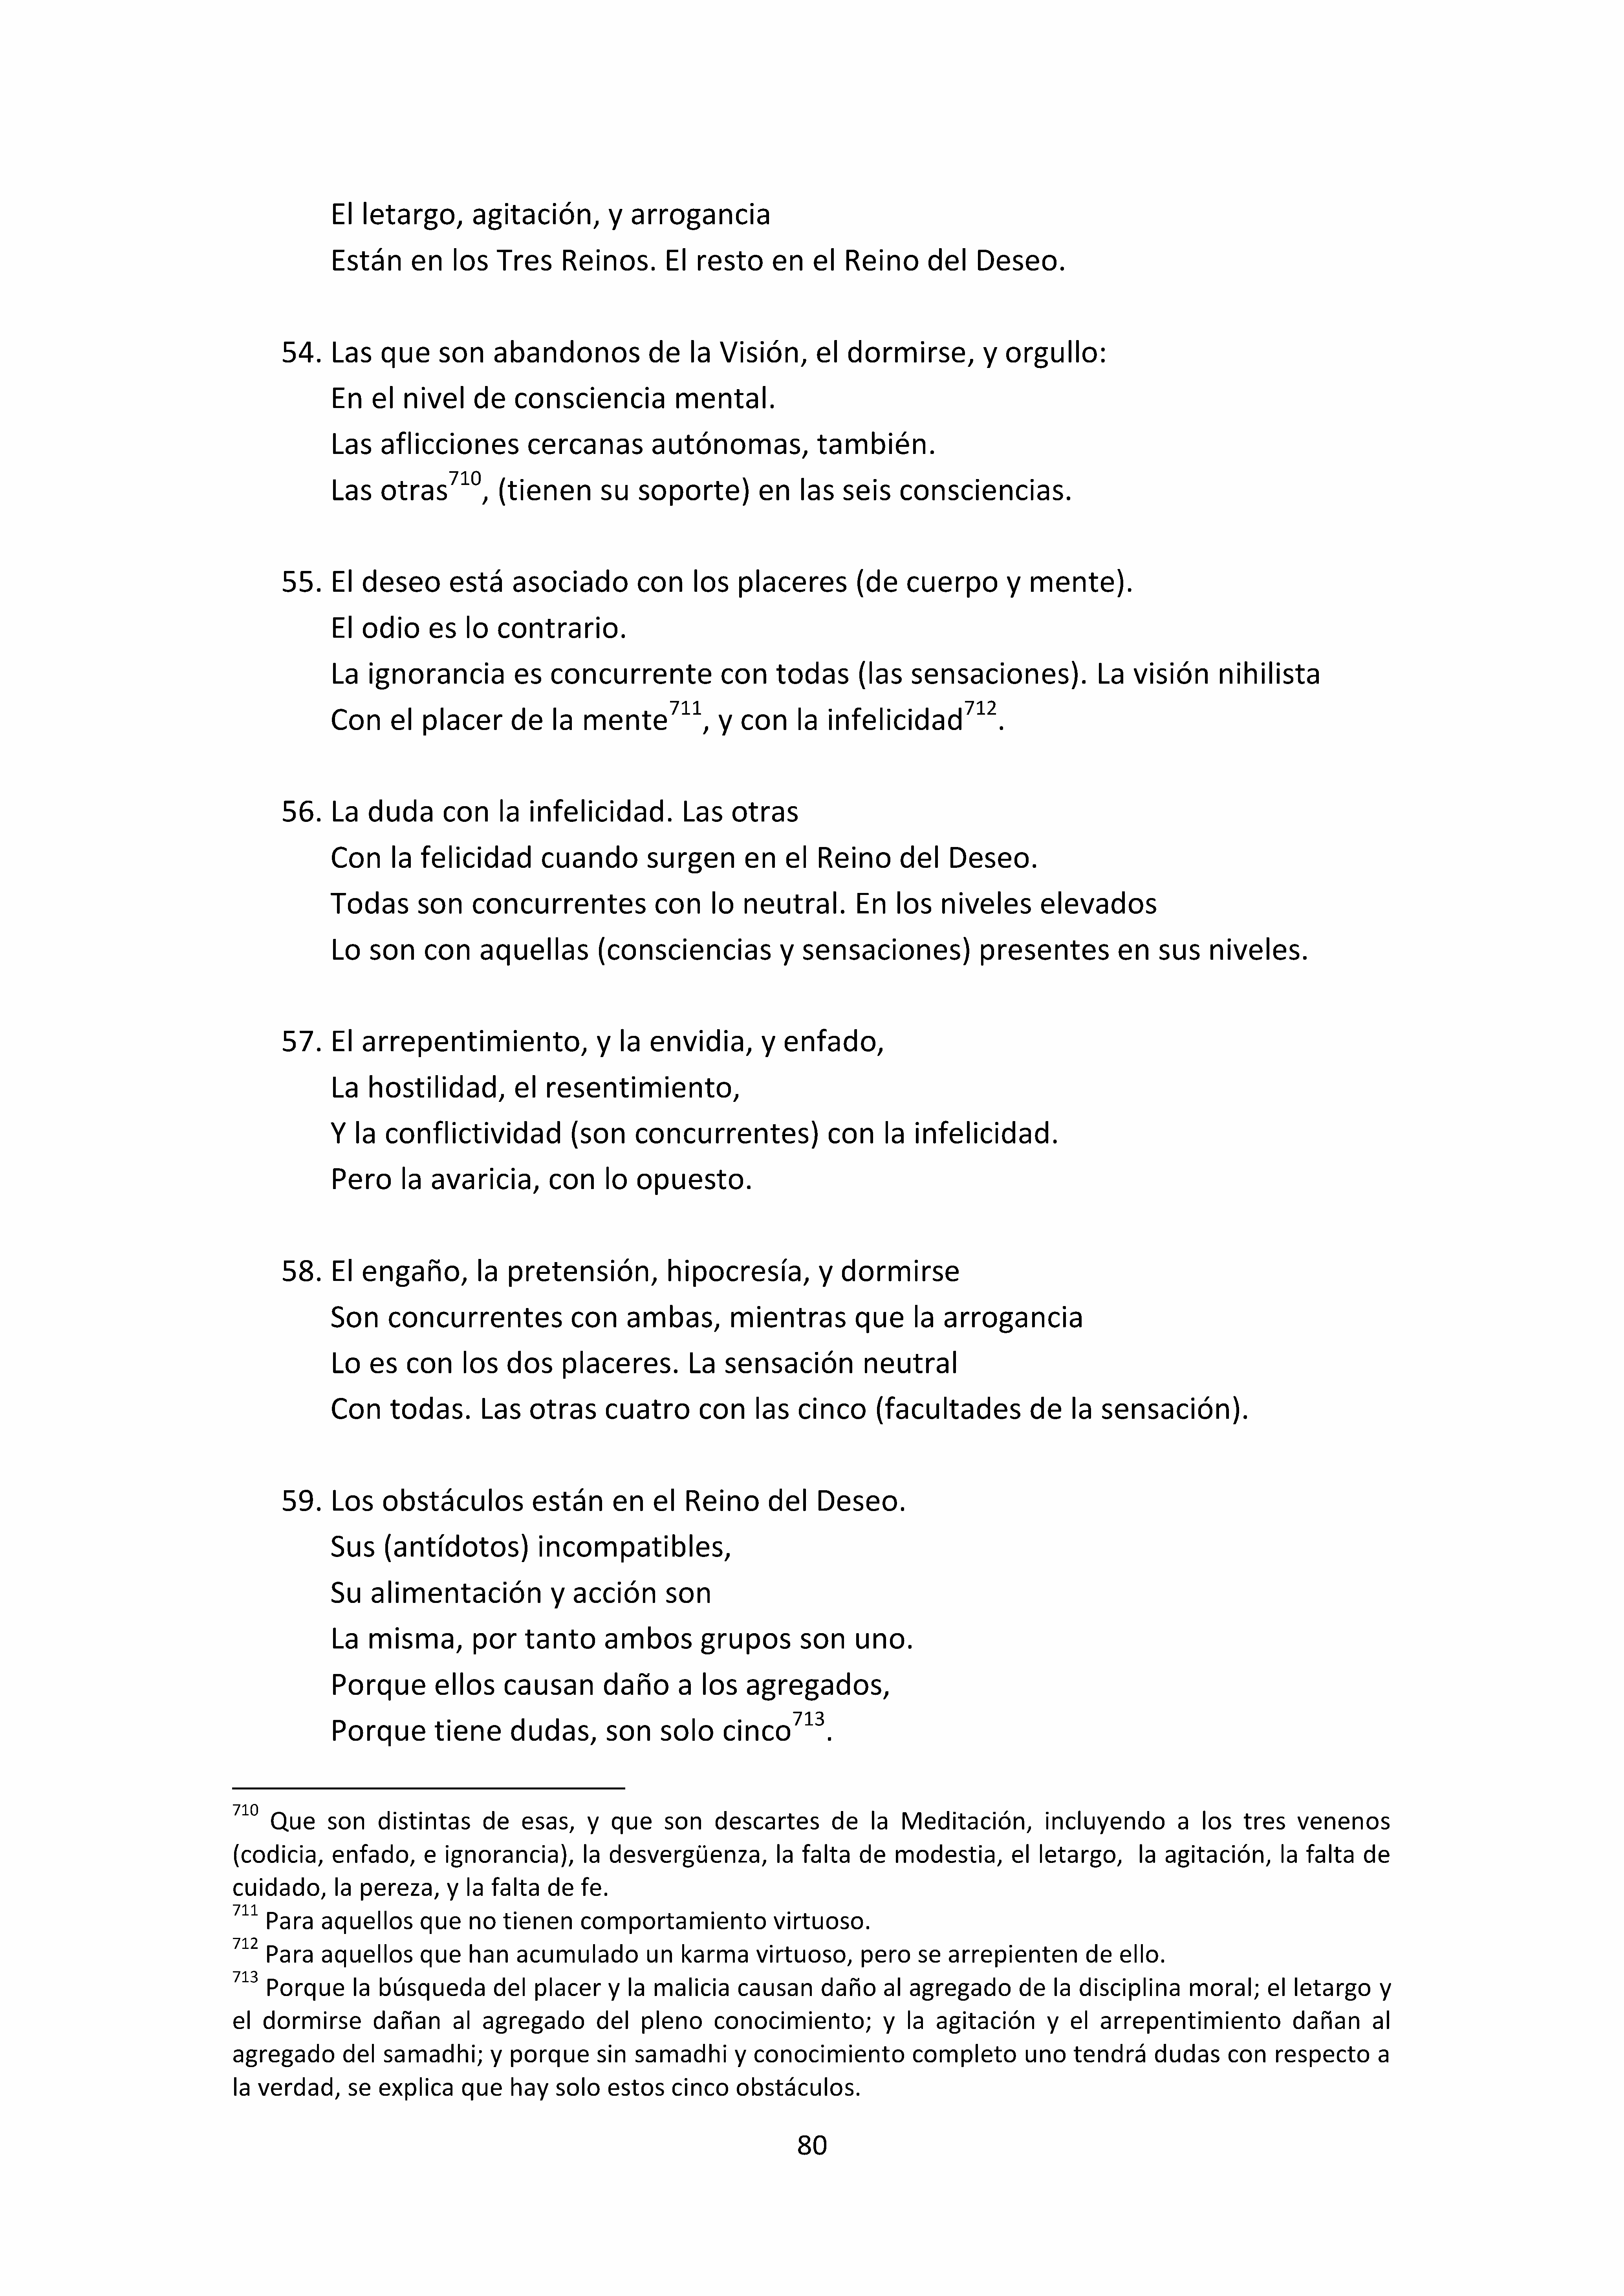 El letargo, agitación, y arrogancia
Están en los Tres Reinos. El resto en el Reino del Deseo.
54. Las que son abandonos de la Visión, el dormirse, y orgullo:
En el nivel de consciencia mental.
Las aflicciones cercanas autónomas, también.
Las otras710, (tienen su soporte) en las seis consciencias.
55. El deseo está asociado con los placeres (de cuerpo y mente).
El odio es lo contrario.
La ignorancia es concurrente con todas (las sensaciones). La visión nihilista
Con el placer de la mente711, y con la infelicidad712.
56. La duda con la infelicidad. Las otras
Con la felicidad cuando surgen en el Reino del Deseo.
Todas son concurrentes con lo neutral. En los niveles elevados
Lo son con aquellas (consciencias y sensaciones) presentes en sus niveles.
57. El arrepentimiento, y la envidia, y enfado,
La hostilidad, el resentimiento,
Y la conflictividad (son concurrentes) con la infelicidad.
Pero la avaricia, con lo opuesto.
58. El engaño, la pretensión, hipocresía, y dormirse
Son concurrentes con ambas, mientras que la arrogancia
Lo es con los dos placeres. La sensación neutral
Con todas. Las otras cuatro con las cinco (facultades de la sensación).
59. Los obstáculos están en el Reino del Deseo.
Sus (antídotos) incompatibles,
Su alimentación y acción son
La misma, por tanto ambos grupos son uno.
Porque ellos causan daño a los agregados,
Porque tiene dudas, son solo cinco713.
710 Que son distintas de esas, y que son descartes de la Meditación, incluyendo a los tres venenos
(codicia, enfado, e ignorancia), la desvergüenza, la falta de modestia, el letargo, la agitación, la falta de
cuidado, la pereza, y la falta de fe.
711 Para aquellos que no tienen comportamiento virtuoso.
712 Para aquellos que han acumulado un karma virtuoso, pero se arrepienten de ello.
713 Porque la búsqueda del placer y la malicia causan daño al agregado de la disciplina moral; el letargo y
el dormirse dañan al agregado del pleno conocimiento; y la agitación y el arrepentimiento dañan al
agregado del samadhi; y porque sin samadhi y conocimiento completo uno tendrá dudas con respecto a
la verdad, se explica que hay solo estos cinco obstáculos.
80